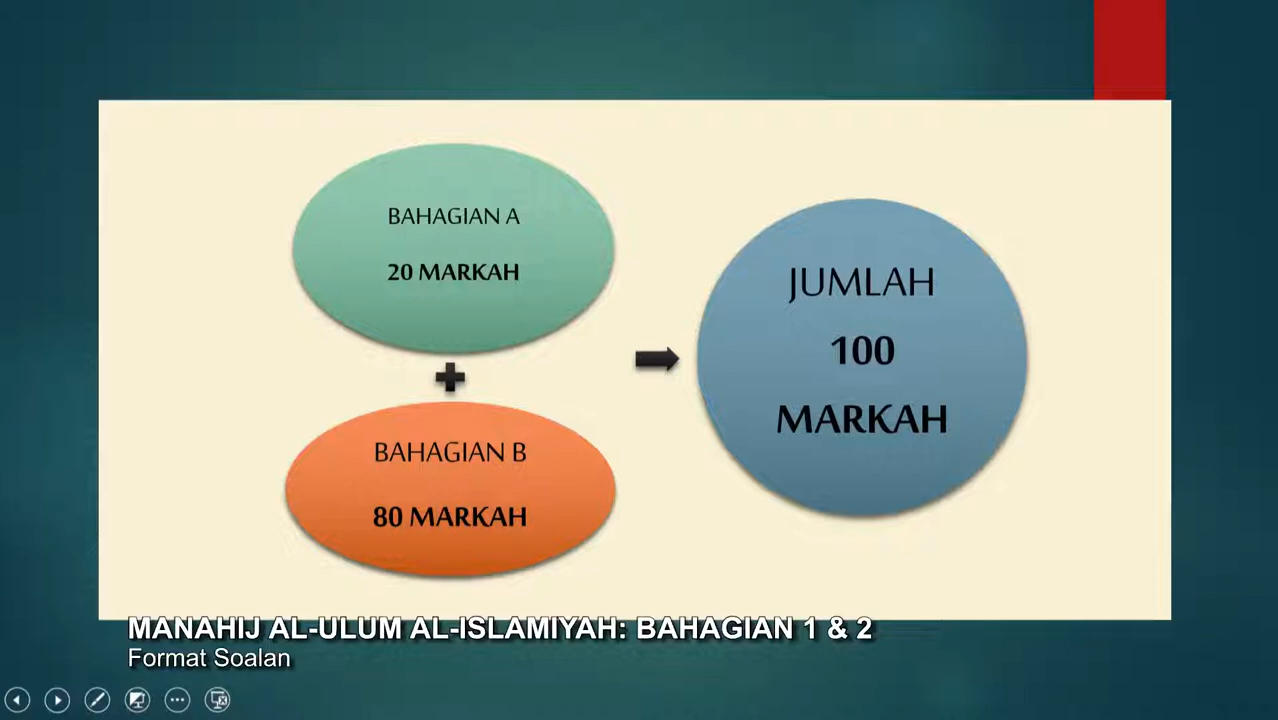 BAHAGIAN A
20 MARKAH
BAHAGIAN B
80 MARKAH
JUMLAH
100
MARKAH
MANAHIJ AL-ULUM AL-ISLAMIYAH: BAHAGIAN 1 & 2
Format Soalan